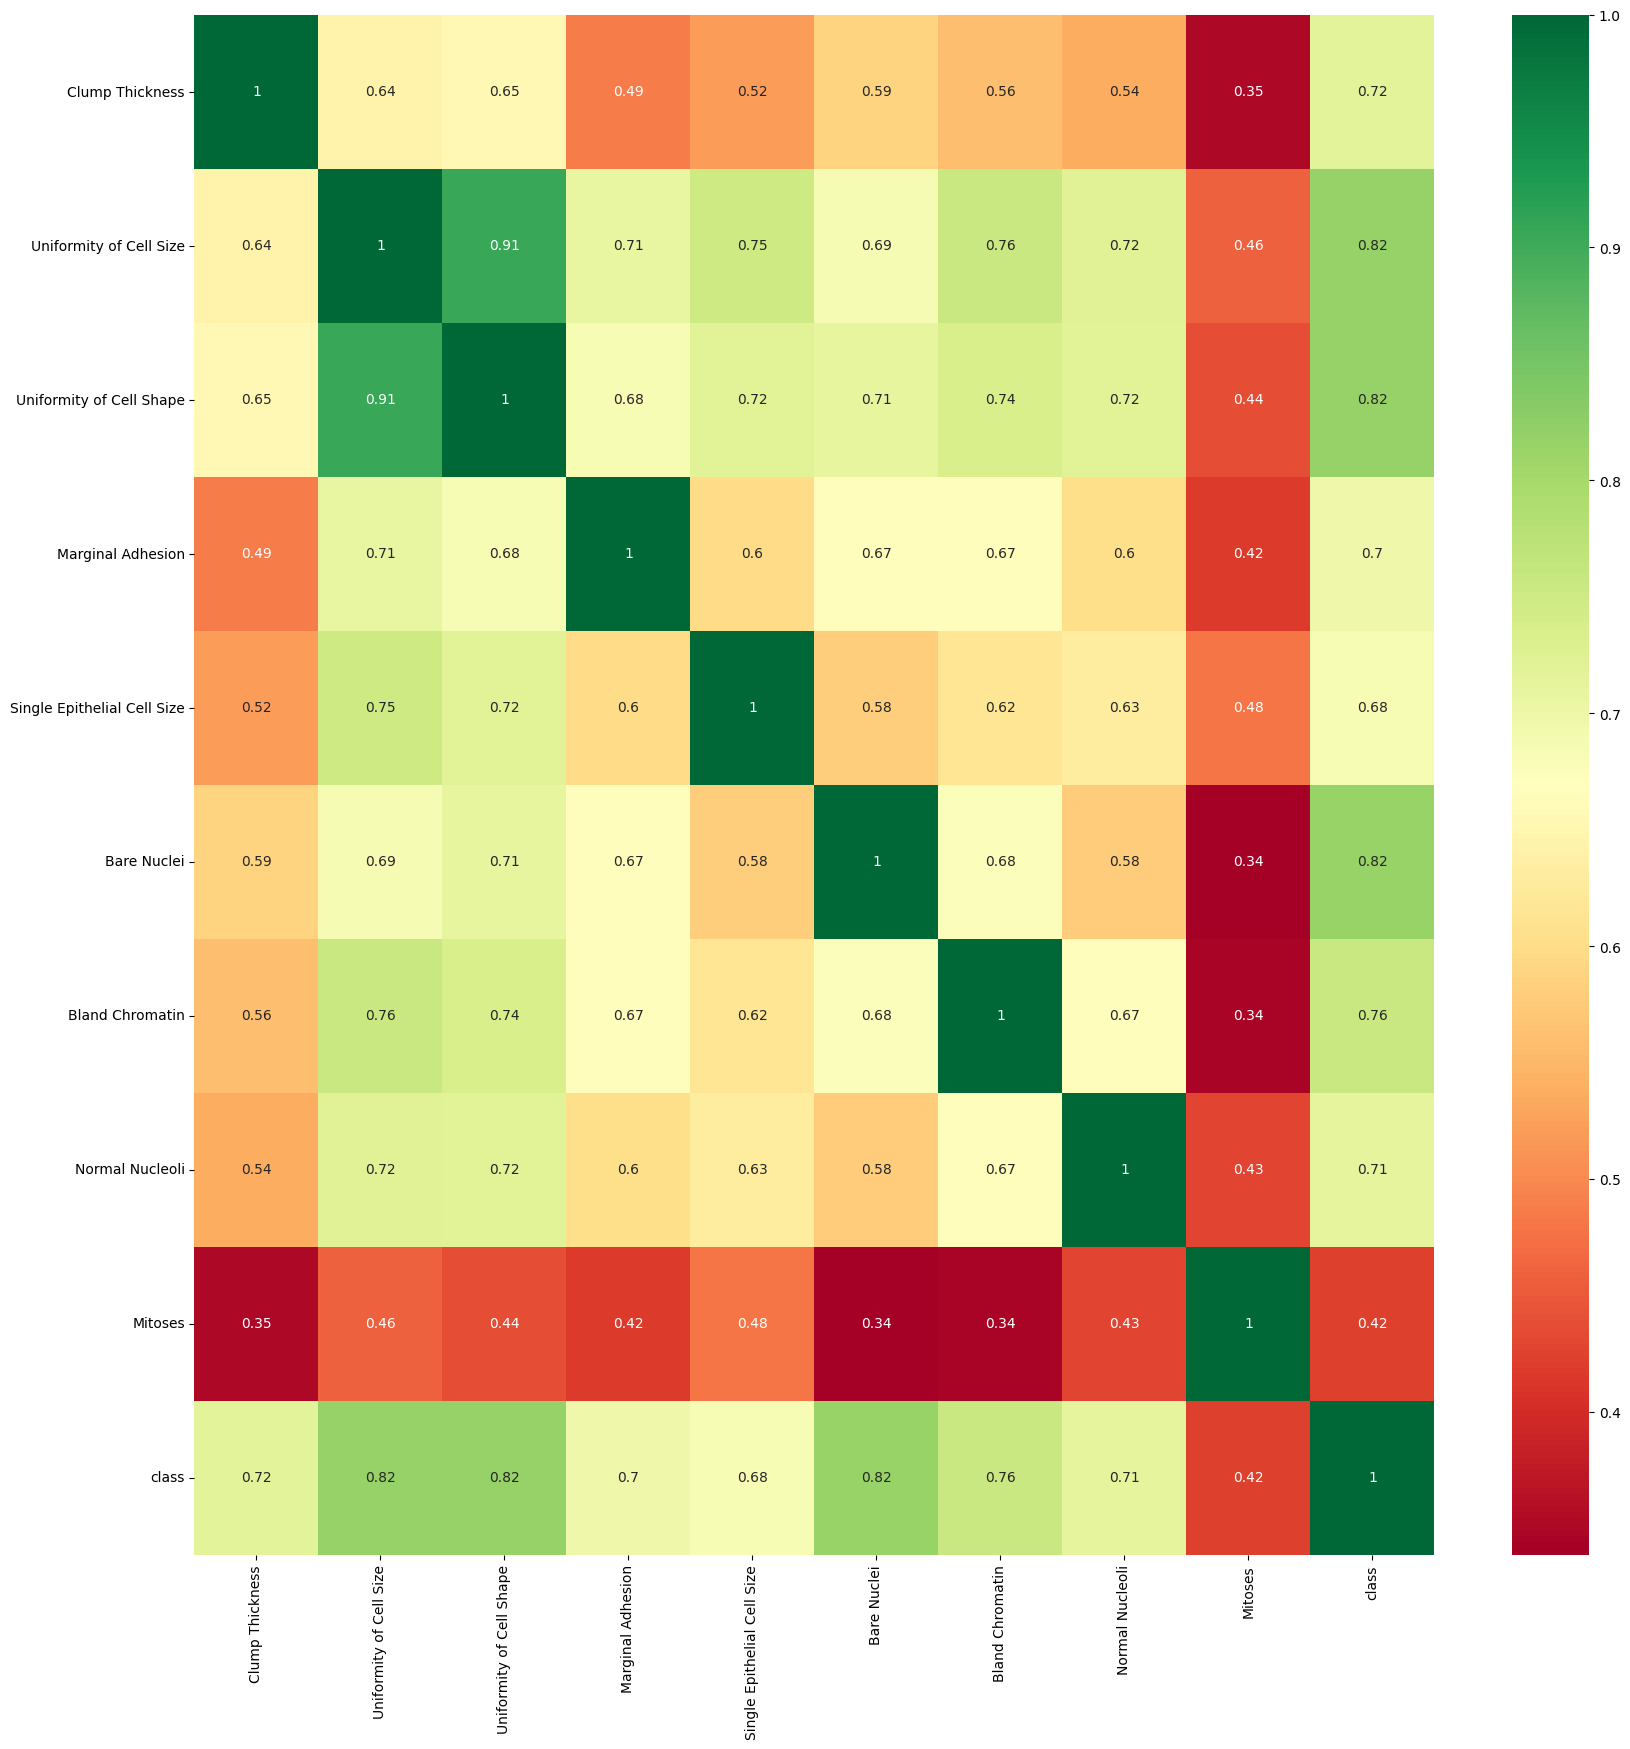 Clump Thickness 1 0.64 0.65 0.49 0.52 0.59 0.56 0.54 0.35 0.72
Uniformity of Cell Size 0.64 1 0.91 0.71 0.75 0.69 0.76 0.72 0.46 0.82
Uniformity of Cell Shape 0.65 0.91 1 0.68 0.72 0.71 0.74 0.72 0.44 0.82
Marginal Adhesion 0.49 0.71 0.68 1 0.6 0.67 0.67 0.6 0.42 0.7
Single Epithelial Cell Size 0.52 0.75 0.72 0.6 1 0.58 0.62 0.63 0.48 0.68
Bare Nuclei 0.59 0.69 0.71 0.67 0.58 1 0.68 0.58 0.34 0.82
Bland Chromatin 0.56 0.76 0.74 0.67 0.62 0.68 1 0.67 0.34 0.76
Normal Nucleoli 0.54 0.72 0.72 0.6 0.63 0.58 0.67 1 0.43 0.71
Mitoses 0.35 0.46 0.44 0.42 0.48 0.34 0.34 0.43 1 0.42
class 0.72 0.82 0.82 0.7 0.68 0.82 0.76 0.71 0.42 1
Clump Thickness
Uniformity of Cell Size
Uniformity of Cell Shape
Marginal Adhesion
Single Epithelial Cell Size
Bare Nuclei
Bland Chromatin
Normal Nucleoli
Mitoses
class
1.0
0.9
0.8
0.7
0.6
0.5
0.4